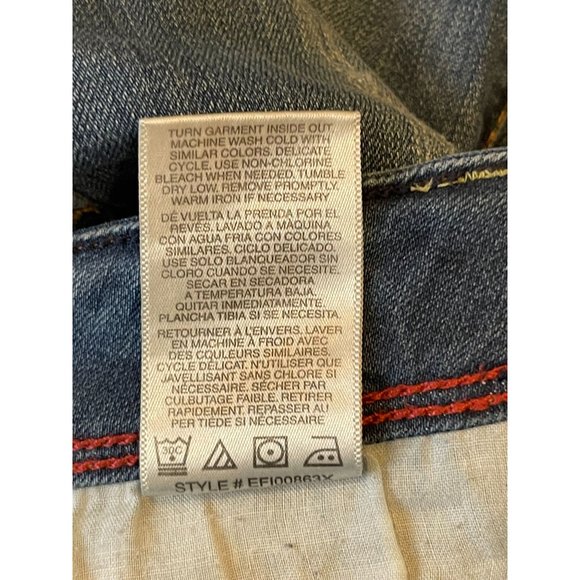 TURN GARMENT INSIDE OUT
MACHINE WASH COLD WITH
SIMILAR COLORS. DELICATE
CYCLE. USE NON-CHLORINE
BLEACH WHEN NEEDED. TUMBLE
DRY LOW. REMOVE PROMPTLY.
WARM IRON IF NECESSARY
DÉ VUELTA LA PRENDA POR EL
REVÉS. LAVADO A MÁQUINA
CON AGUA FRIA CON COLORES
SIMILARES. CICLO DELICADO.
USE SOLO BLANQUEADOR SIN
CLORO CUANDO SE NECESITE.
SECAR EN SECADORA
A TEMPERATURA BAJA.
QUITAR INMEDIATAMENTE
PLANCHA TIBIA SI ES NECESARIO
RETOURNER À L'ENVERS. LAVER
EN MACHINE À FROID AVEC
DES COULEURS SIMILAIRES.
CYCLE DÉLICAT. N'UTILISER QUE
JAVELLISANT SANS CHLORE SI
NÉCESSAIRE. SÉCHER PAR
CULBUTAGE FAIBLE. RETIRER
RAPIDEMENT. REPASSER AU
FER TIÈDE SI NÉCESSAIRE
30C
STYLE # EFI00863X